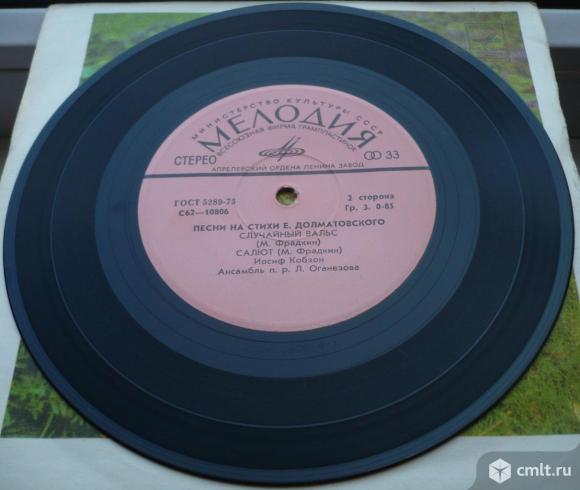 МИНИСТЕРСТВО КУЛЬТУРЫ СССР
МЕЛОДИЯ
ВСЕСОЮЗНАЯ ФИРМА ГРАМПЛАСТИНОК
СТЕРЕО
33
АПРЕЛЕВСКИЙ ОРДЕНА ЛЕНИНА ЗАВОД
ГОСТ 5289-73
С62—10806
2 сторона
Гр. 3. 0-85
ПЕСНИ НА СТИХИ Е. ДОЛМАТОВСКОГО
СЛУЧАЙНЫЙ ВАЛЬС
(М. Фрадкин)
САЛЮТ (М. Фрадкин)
Иосиф Кобзон
Ансамбль п. р. Л. Оганезова
cmlt.ru